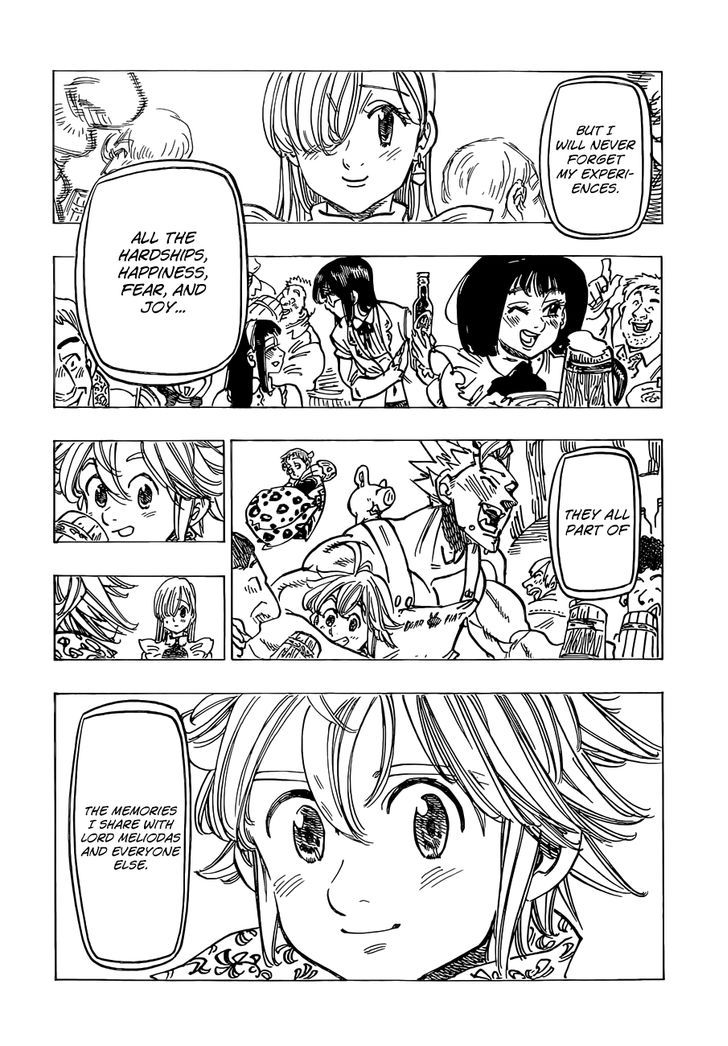 BUT I
WILL NEVER
FORGET
MY EXPERI-
ENCES.
ALL THE
HARDSHIPS,
HAPPINESS,
FEAR, AND
JOY...
THEY ALL
PART OF
THE MEMORIES
I SHARE WITH
LORD MELIODAS
AND EVERYONE
ELSE.